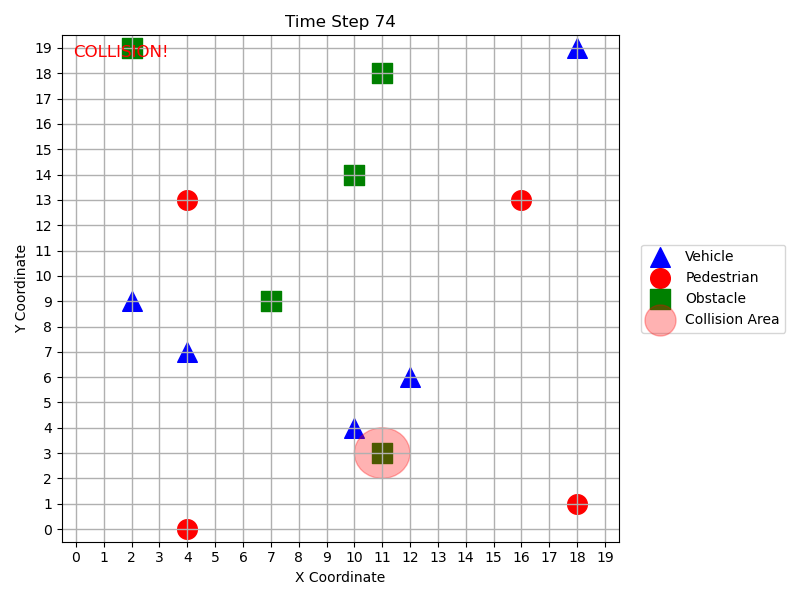 Time Step 74
COLLISION!
19
18
17
16
15
14
13
12
11
10
9
8
7
6
5
4
3
2
1
0
Y Coordinate
0 1 2 3 4 5 6 7 8 9 10 11 12 13 14 15 16 17 18 19
X Coordinate
Vehicle
Pedestrian
Obstacle
Collision Area